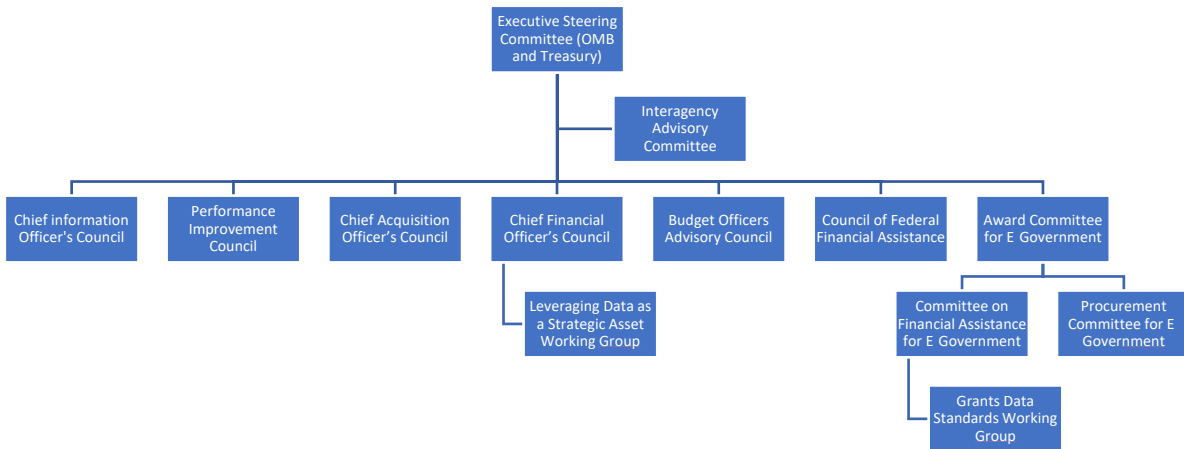 Executive Steering
Committee (OMB
and Treasury)
Interagency
Advisory
Committee
Chief information
Officer's Council
Performance
Improvement
Council
Chief Acquisition
Officer’s Council
Chief Financial
Officer’s Council
Budget Officers
Advisory Council
Council of Federal
Financial Assistance
Award Committee
for E Government
Leveraging Data as
a Strategic Asset
Working Group
Committee on
Financial Assistance
for E Government
Procurement
Committee for E
Government
Grants Data
Standards Working
Group